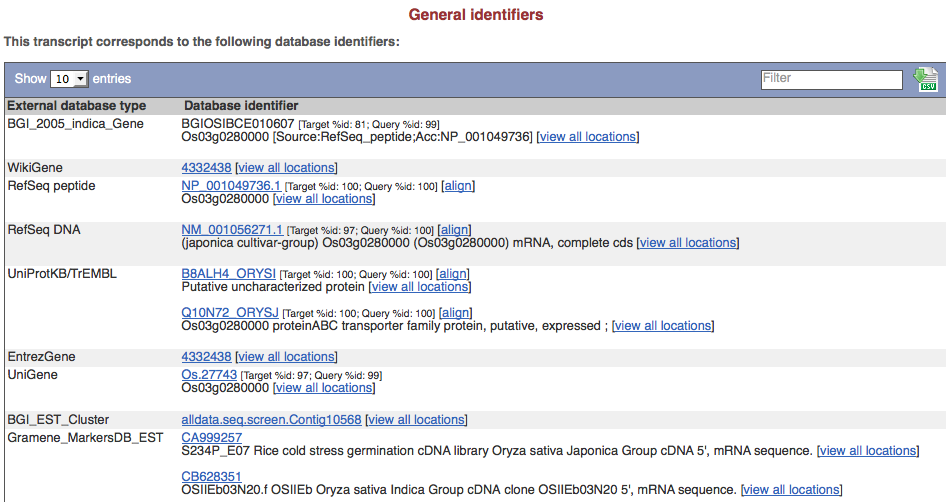 General identifiers
This transcript corresponds to the following database identifiers:
Show 10 entries Filter CSV
External database type Database identifier
BGI_2005_indica_Gene BGIOSIBCE010607 [Target %id: 81; Query %id: 99]
Os03g0280000 [Source:RefSeq_peptide;Acc:NP_001049736] [view all locations]
WikiGene 4332438 [view all locations]
RefSeq peptide NP_001049736.1 [Target %id: 100; Query %id: 100] [align]
Os03g0280000 [view all locations]
RefSeq DNA NM_001056271.1 [Target %id: 97; Query %id: 100] [align]
(japonica cultivar-group) Os03g0280000 (Os03g0280000) mRNA, complete cds [view all locations]
UniProtKB/TrEMBL B8ALH4_ORYSI [Target %id: 100; Query %id: 100] [align]
Putative uncharacterized protein [view all locations]
Q10N72_ORYSJ [Target %id: 100; Query %id: 100] [align]
Os03g0280000 proteinABC transporter family protein, putative, expressed ; [view all locations]
EntrezGene 4332438 [view all locations]
UniGene Os.27743 [Target %id: 97; Query %id: 99]
Os03g0280000 [view all locations]
BGI_EST_Cluster alldata.seq.screen.Contig10568 [view all locations]
Gramene_MarkersDB_EST CA999257
S234P_E07 Rice cold stress germination cDNA library Oryza sativa Japonica Group cDNA 5', mRNA sequence. [view all locations]
CB628351
OSIIEb03N20.f OSIIEb Oryza sativa Indica Group cDNA clone OSIIEb03N20 5', mRNA sequence. [view all locations]